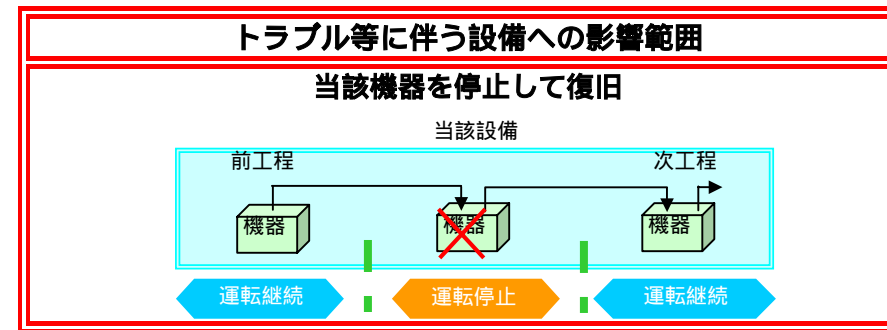 トラブル等に伴う設備への影響範囲
当該機器を停止して復旧
当該設備
前工程
次工程
機器
機器
機器
運転継続
運転停止
運転継続